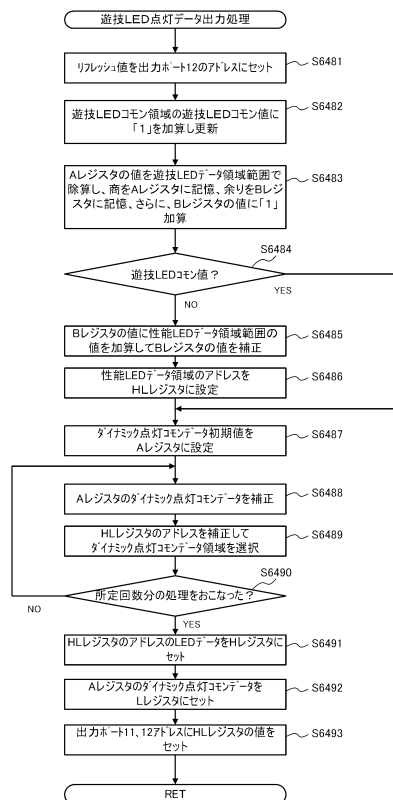 遊技LED点灯データ出力処理
リフレッシュ値を出力ポート12のアドレスにセット
S6481
遊技LEDコモン領域の遊技LEDコモン値に
「1」を加算し更新
S6482
Aレジスタの値を遊技LEDデータ領域範囲で
除算し、商をAレジスタに記憶、余りをBレジ
スタに記憶、さらに、Bレジスタの値に「1」
加算
S6483
S6484
遊技LEDコモン値？
YES
NO
Bレジスタの値に性能LEDデータ領域範囲の
値を加算してBレジスタの値を補正
S6485
性能LEDデータ領域のアドレスを
HLレジスタに設定
S6486
ダイナミック点灯コモンデータ初期値を
Aレジスタに設定
S6487
Aレジスタのダイナミック点灯コモンデータを補正
S6488
HLレジスタのアドレスを補正して
ダイナミック点灯コモンデータ領域を選択
S6489
S6490
所定回数分の処理をおこなった？
NO
YES
HLレジスタのアドレスのLEDデータをHレジスタに
セット
S6491
Aレジスタのダイナミック点灯コモンデータを
Lレジスタにセット
S6492
出力ポート11、12アドレスにHLレジスタの値を
セット
S6493
RET